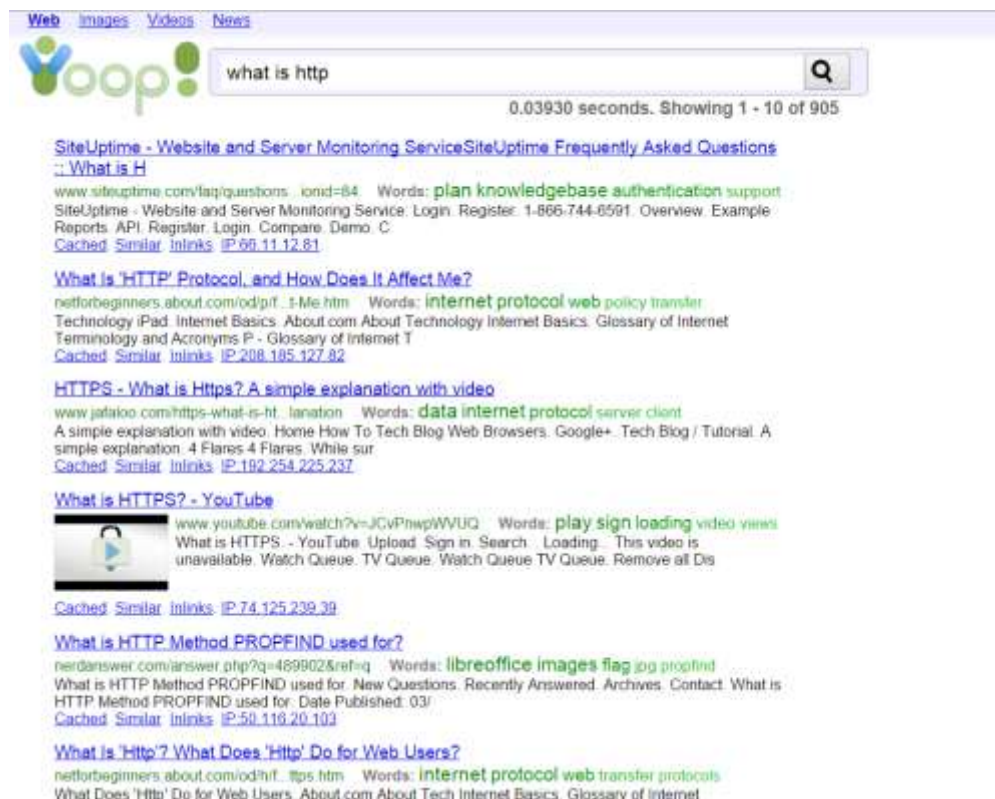 Web Images Videos News
Yoop!
what is http
0.03930 seconds. Showing 1 - 10 of 905
SiteUptime - Website and Server Monitoring ServiceSiteUptime Frequently Asked Questions
:: What is H
www.siteuptime.com/faq/questions...ionid=64 Words: plan knowledgebase authentication support
SiteUptime - Website and Server Monitoring Service. Login. Register. 1-866-744-6591. Overview. Example
Reports. API. Register. Login. Compare. Demo. C
Cached. Similar. Inlinks. IP:66.11.12.81.
What Is 'HTTP' Protocol, and How Does It Affect Me?
netforbeginners.about.com/od/p/f...t-Me.htm Words: internet protocol web policy transfer
Technology iPad. Internet Basics. About.com About Technology Internet Basics. Glossary of Internet
Terminology and Acronyms P - Glossary of Internet T
Cached. Similar. Inlinks. IP:208.185.127.82
HTTPS - What is Https? A simple explanation with video
www.jafaloo.com/https-what-is-ht...lanation Words: data internet protocol server client
A simple explanation with video. Home How To Tech Blog Web Browsers. Google+. Tech Blog / Tutorial. A
simple explanation. 4 Flares 4 Flares. While sur
Cached. Similar. Inlinks. IP:192.254.225.237.
What is HTTPS? - YouTube
www.youtube.com/watch?v=JCvPnwpWVUQ Words: play sign loading video views
What is HTTPS. - YouTube. Upload. Sign in. Search. . Loading... This video is
unavailable. Watch Queue. TV Queue. Watch Queue TV Queue. Remove all Dis
Cached. Similar. Inlinks. IP:74.125.239.39.
What is HTTP Method PROPFIND used for?
nerdanswer.com/answer.php?q=489902&ref=q Words: libreoffice images flag jpg propfind
What is HTTP Method PROPFIND used for. New Questions. Recently Answered. Archives. Contact. What is
HTTP Method PROPFIND used for. Date Published: 03/
Cached. Similar. Inlinks. IP:50.116.20.103
What Is 'Http'? What Does 'Http' Do for Web Users?
netforbeginners.about.com/od/h/f...ttps.htm Words: internet protocol web transfer protocols
What Does 'Http' Do for Web Users. About.com About Tech Internet Basics. Glossary of Internet